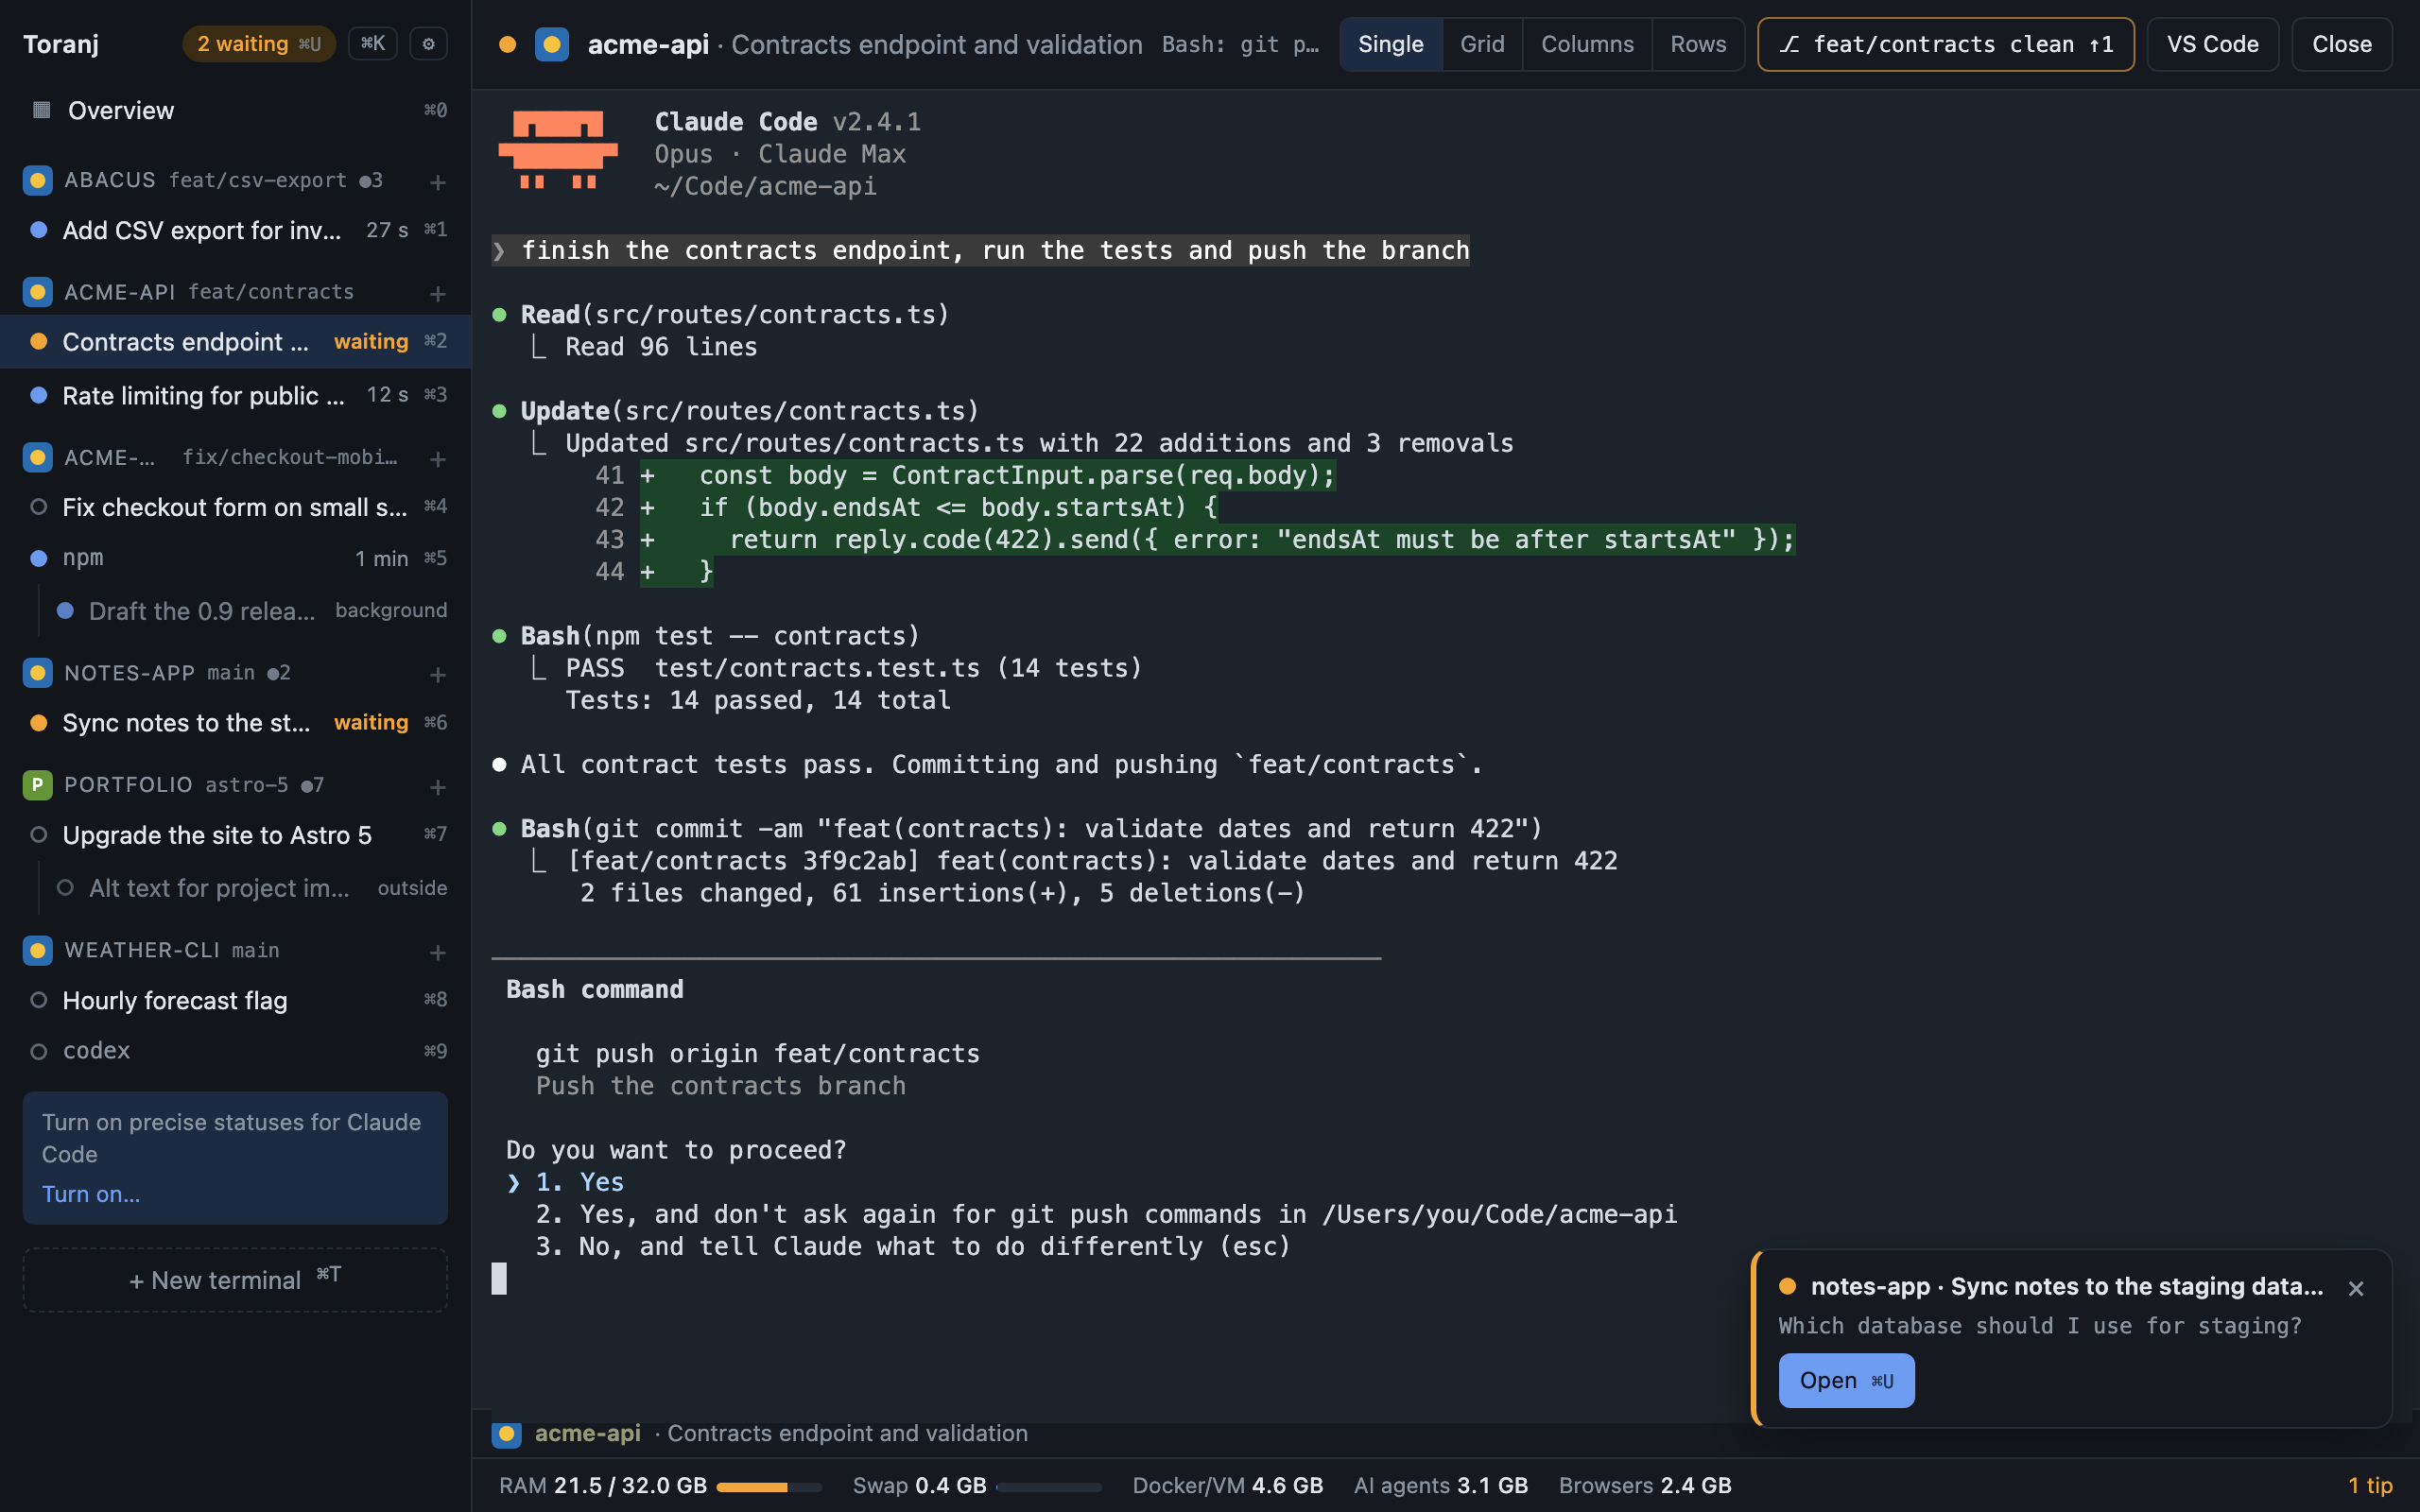 Toranj
2 waiting ⌘U
⌘K
Overview ⌘0
ABACUS feat/csv-export ●3 +
Add CSV export for inv… 27 s ⌘1
ACME-API feat/contracts +
Contracts endpoint … waiting ⌘2
Rate limiting for public … 12 s ⌘3
ACME-… fix/checkout-mobi… +
Fix checkout form on small s… ⌘4
npm 1 min ⌘5
Draft the 0.9 relea… background
NOTES-APP main ●2 +
Sync notes to the st… waiting ⌘6
P PORTFOLIO astro-5 ●7 +
Upgrade the site to Astro 5 ⌘7
Alt text for project im… outside
WEATHER-CLI main +
Hourly forecast flag ⌘8
codex ⌘9
Turn on precise statuses for Claude
Code
Turn on…
+ New terminal ⌘T
acme-api · Contracts endpoint and validation Bash: git p…
Single Grid Columns Rows
feat/contracts clean ↑1
VS Code
Close
Claude Code v2.4.1
Opus · Claude Max
~/Code/acme-api
❯ finish the contracts endpoint, run the tests and push the branch
● Read(src/routes/contracts.ts)
⎿ Read 96 lines
● Update(src/routes/contracts.ts)
⎿ Updated src/routes/contracts.ts with 22 additions and 3 removals
41 + const body = ContractInput.parse(req.body);
42 + if (body.endsAt <= body.startsAt) {
43 + return reply.code(422).send({ error: "endsAt must be after startsAt" });
44 + }
● Bash(npm test -- contracts)
⎿ PASS test/contracts.test.ts (14 tests)
Tests: 14 passed, 14 total
● All contract tests pass. Committing and pushing `feat/contracts`.
● Bash(git commit -am "feat(contracts): validate dates and return 422")
⎿ [feat/contracts 3f9c2ab] feat(contracts): validate dates and return 422
2 files changed, 61 insertions(+), 5 deletions(-)
Bash command
git push origin feat/contracts
Push the contracts branch
Do you want to proceed?
❯ 1. Yes
2. Yes, and don't ask again for git push commands in /Users/you/Code/acme-api
3. No, and tell Claude what to do differently (esc)
notes-app · Sync notes to the staging data… ×
Which database should I use for staging?
Open ⌘U
acme-api · Contracts endpoint and validation
RAM 21.5 / 32.0 GB Swap 0.4 GB Docker/VM 4.6 GB AI agents 3.1 GB Browsers 2.4 GB 1 tip